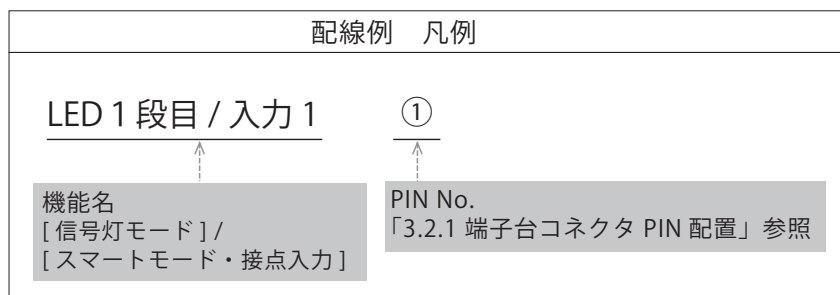 配線例　凡例
LED 1 段目 / 入力 1　①
機能名
[ 信号灯モード ] /
[ スマートモード・接点入力 ]
PIN No.
「3.2.1 端子台コネクタ PIN 配置」参照